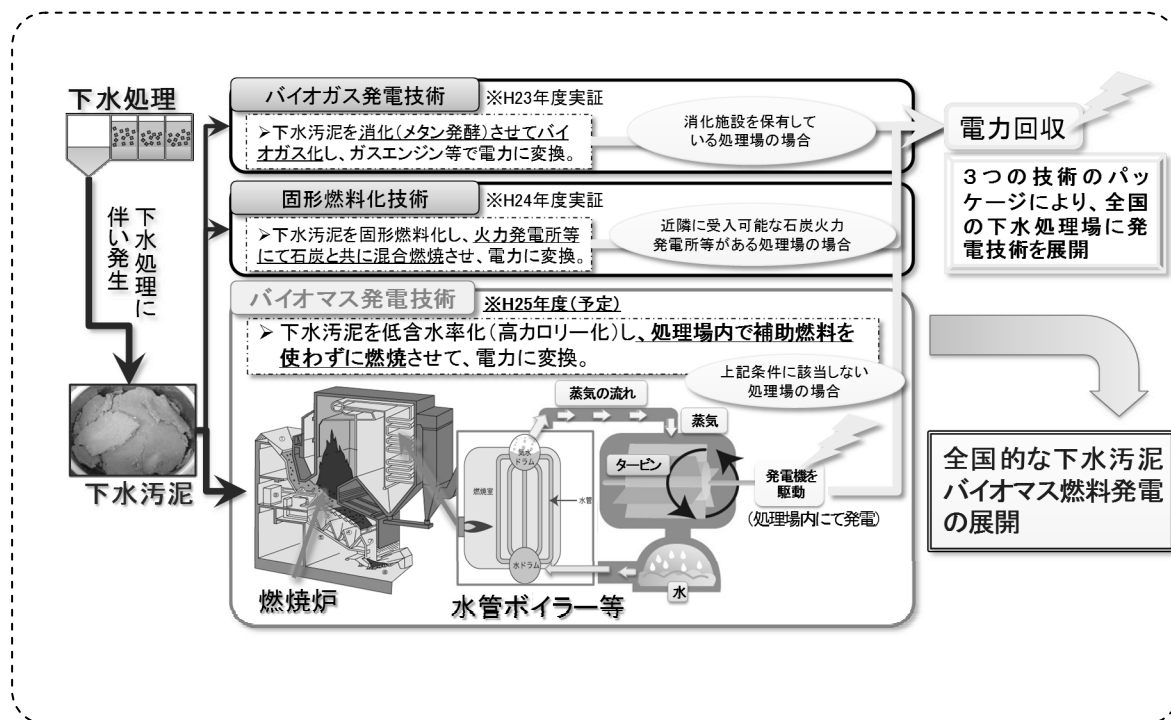 下水処理
下水処理に
伴い発生
下水汚泥
バイオガス発電技術
※H23年度実証
➢下水汚泥を消化(メタン発酵)させてバイ
オガス化し、ガスエンジン等で電力に変換。
消化施設を保有して
いる処理場の場合
固形燃料化技術
※H24年度実証
➢下水汚泥を固形燃料化し、火力発電所等
にて石炭と共に混合燃焼させ、電力に変換。
近隣に受入可能な石炭火力
発電所等がある処理場の場合
バイオマス発電技術
※H25年度(予定)
➢ 下水汚泥を低含水率化(高カロリー化)し、処理場内で補助燃料を
使わずに燃焼させて、電力に変換。
上記条件に該当しない
処理場の場合
蒸気の流れ
蒸気
気水
ドラム
燃焼室
水管
水ドラム
タービン
発電機を
駆動
(処理場内にて発電)
水
燃焼炉
水管ボイラー等
電力回収
3つの技術のパッ
ケージにより、全国
の下水処理場に発
電技術を展開
全国的な下水汚泥
バイオマス燃料発電
の展開